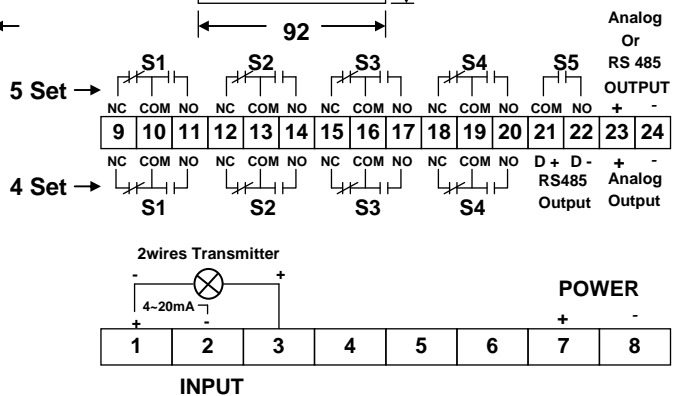 92
Analog
Or
RS 485
OUTPUT
S1 S2 S3 S4 S5
5 Set
NC COM NO NC COM NO NC COM NO NC COM NO COM NO + -
9 10 11 12 13 14 15 16 17 18 19 20 21 22 23 24
NC COM NO NC COM NO NC COM NO NC COM NO D + D - + -
4 Set
S1 S2 S3 S4
RS485 Analog
Output Output
2wires Transmitter
- +
4~20mA
+ -
POWER
+ -
1 2 3 4 5 6 7 8
INPUT